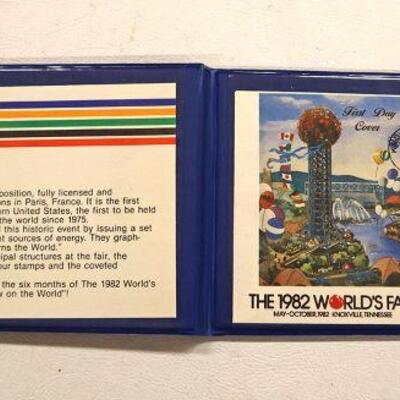 position, fully licensed and
ons in Paris, France. It is the first
rn United States, the first to be held
the world since 1975.
d this historic event by issuing a set
nt sources of energy. They graph-
rns the World."
ipal structures at the fair, the
our stamps and the coveted
the six months of The 1982 World's
w on the World"!
First Day
Cover
THE 1982 WORLD'S FA
MAY-OCTOBER, 1982 KNOXVILLE, TENNESSEE